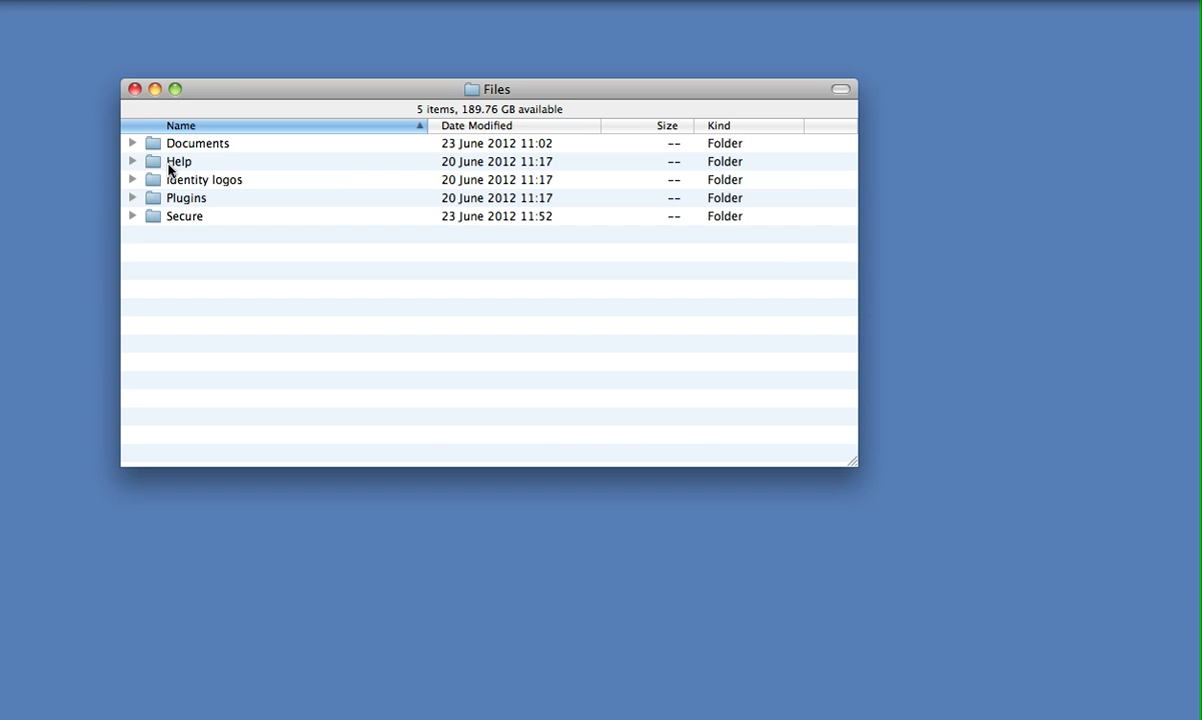 Files
5 items, 189.76 GB available
Name Date Modified Size Kind
Documents 23 June 2012 11:02 -- Folder
Help 20 June 2012 11:17 -- Folder
Identity logos 20 June 2012 11:17 -- Folder
Plugins 20 June 2012 11:17 -- Folder
Secure 23 June 2012 11:52 -- Folder